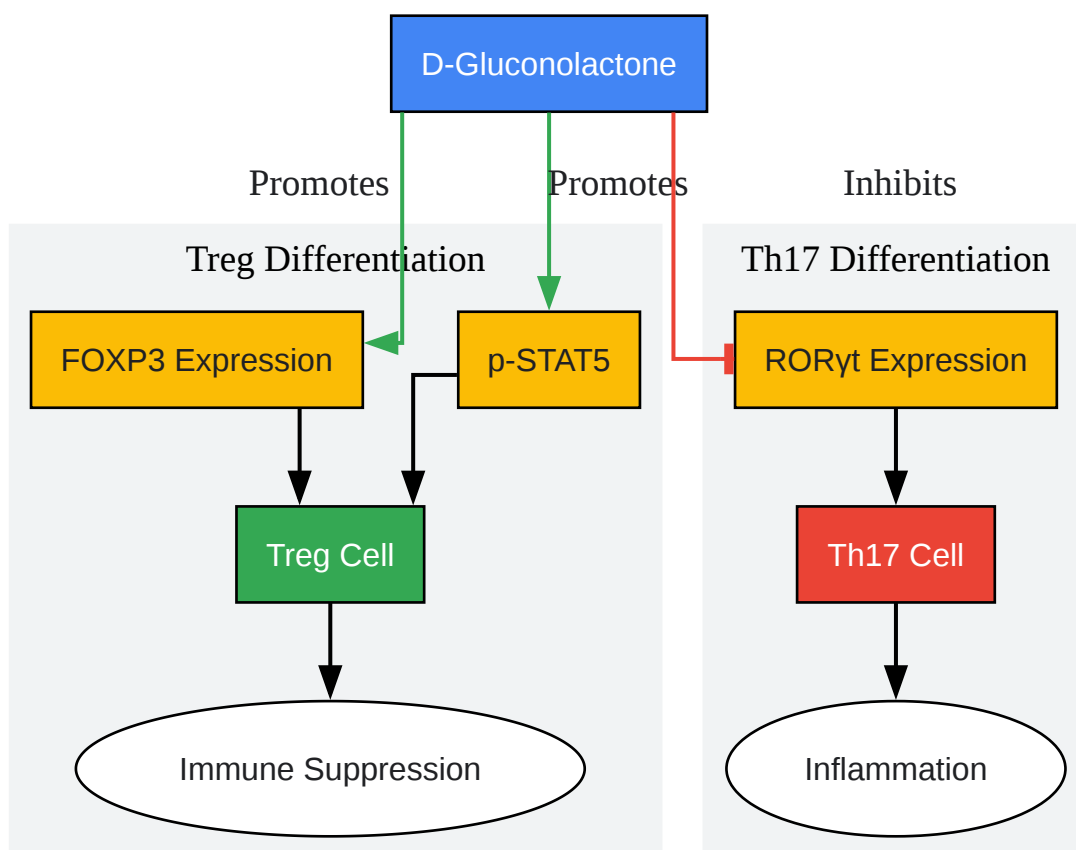 D-Gluconolactone
Promotes
Promotes
Inhibits
Treg Differentiation
Th17 Differentiation
FOXP3 Expression
p-STAT5
RORγt Expression
Treg Cell
Th17 Cell
Immune Suppression
Inflammation